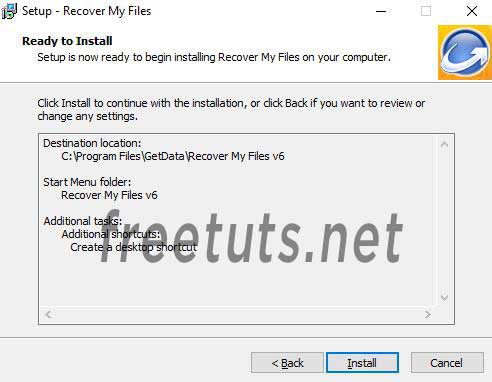 Setup - Recover My Files
Ready to Install
Setup is now ready to begin installing Recover My Files on your computer.
Click Install to continue with the installation, or click Back if you want to review or
change any settings.
Destination location:
C:\Program Files\GetData\Recover My Files v6
Start Menu folder:
Recover My Files v6
Additional tasks:
Additional shortcuts:
Create a desktop shortcut
freetuts.net
< Back
Install
Cancel